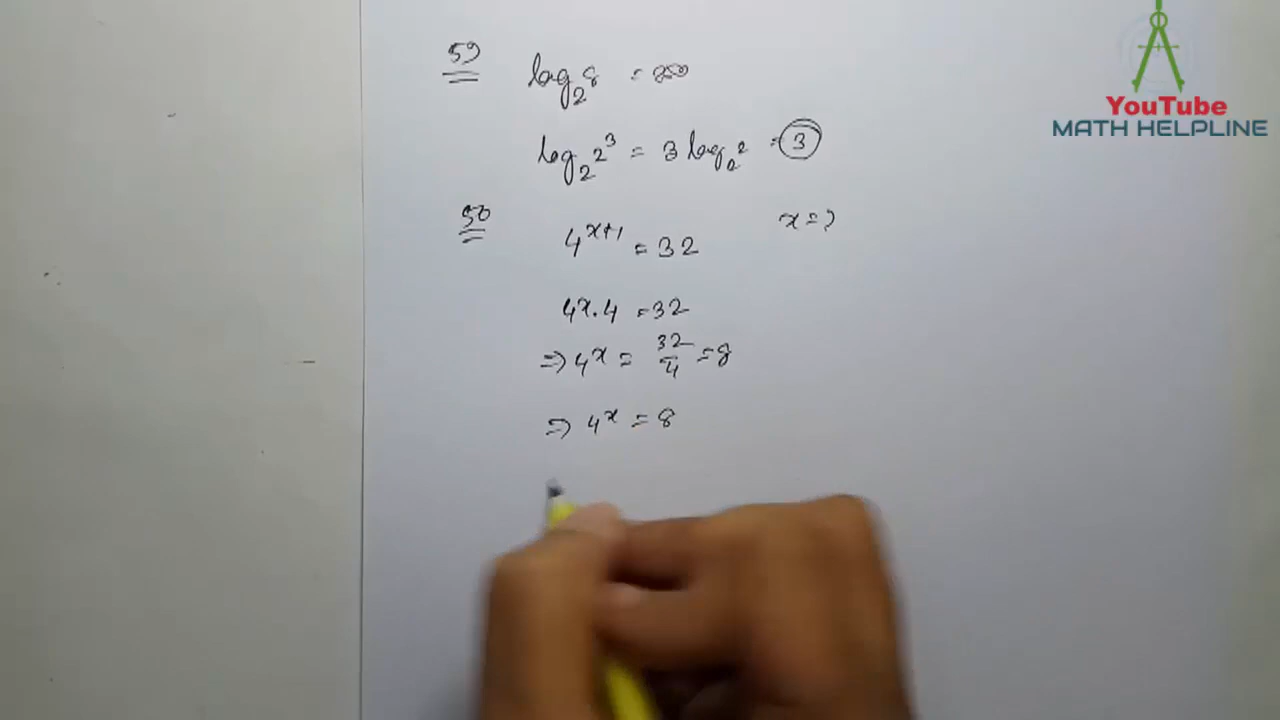 59 log₂8 =
log₂2³ = 3 log₂2 = 3
50 4^{x+1} = 32 x = ?
4x.4 = 32
⇒ 4^x = 32/4 = 8
⇒ 4^x = 8
YouTube
MATH HELPLINE